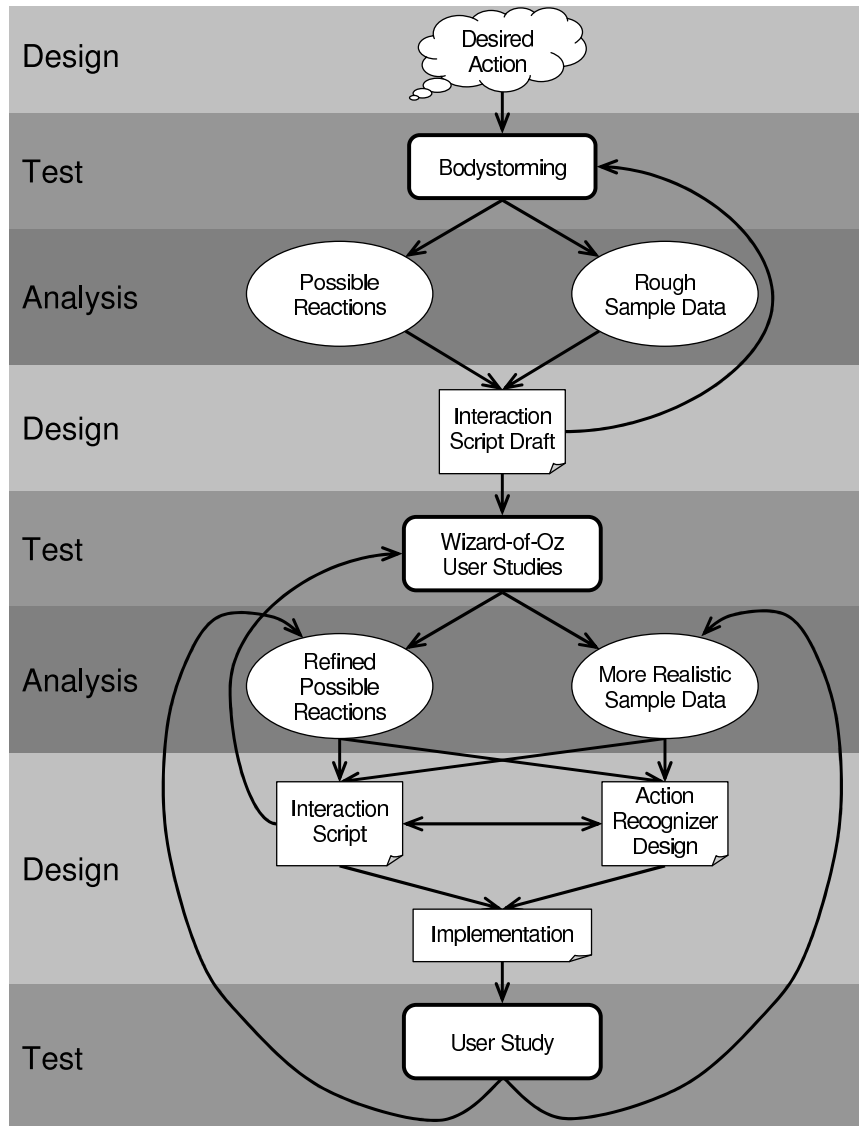 Design
Desired
Action
Test
Bodystorming
Analysis
Possible
Reactions
Rough
Sample Data
Design
Interaction
Script Draft
Test
Wizard-of-Oz
User Studies
Analysis
Refined
Possible
Reactions
More Realistic
Sample Data
Design
Interaction
Script
Action
Recognizer
Design
Implementation
Test
User Study